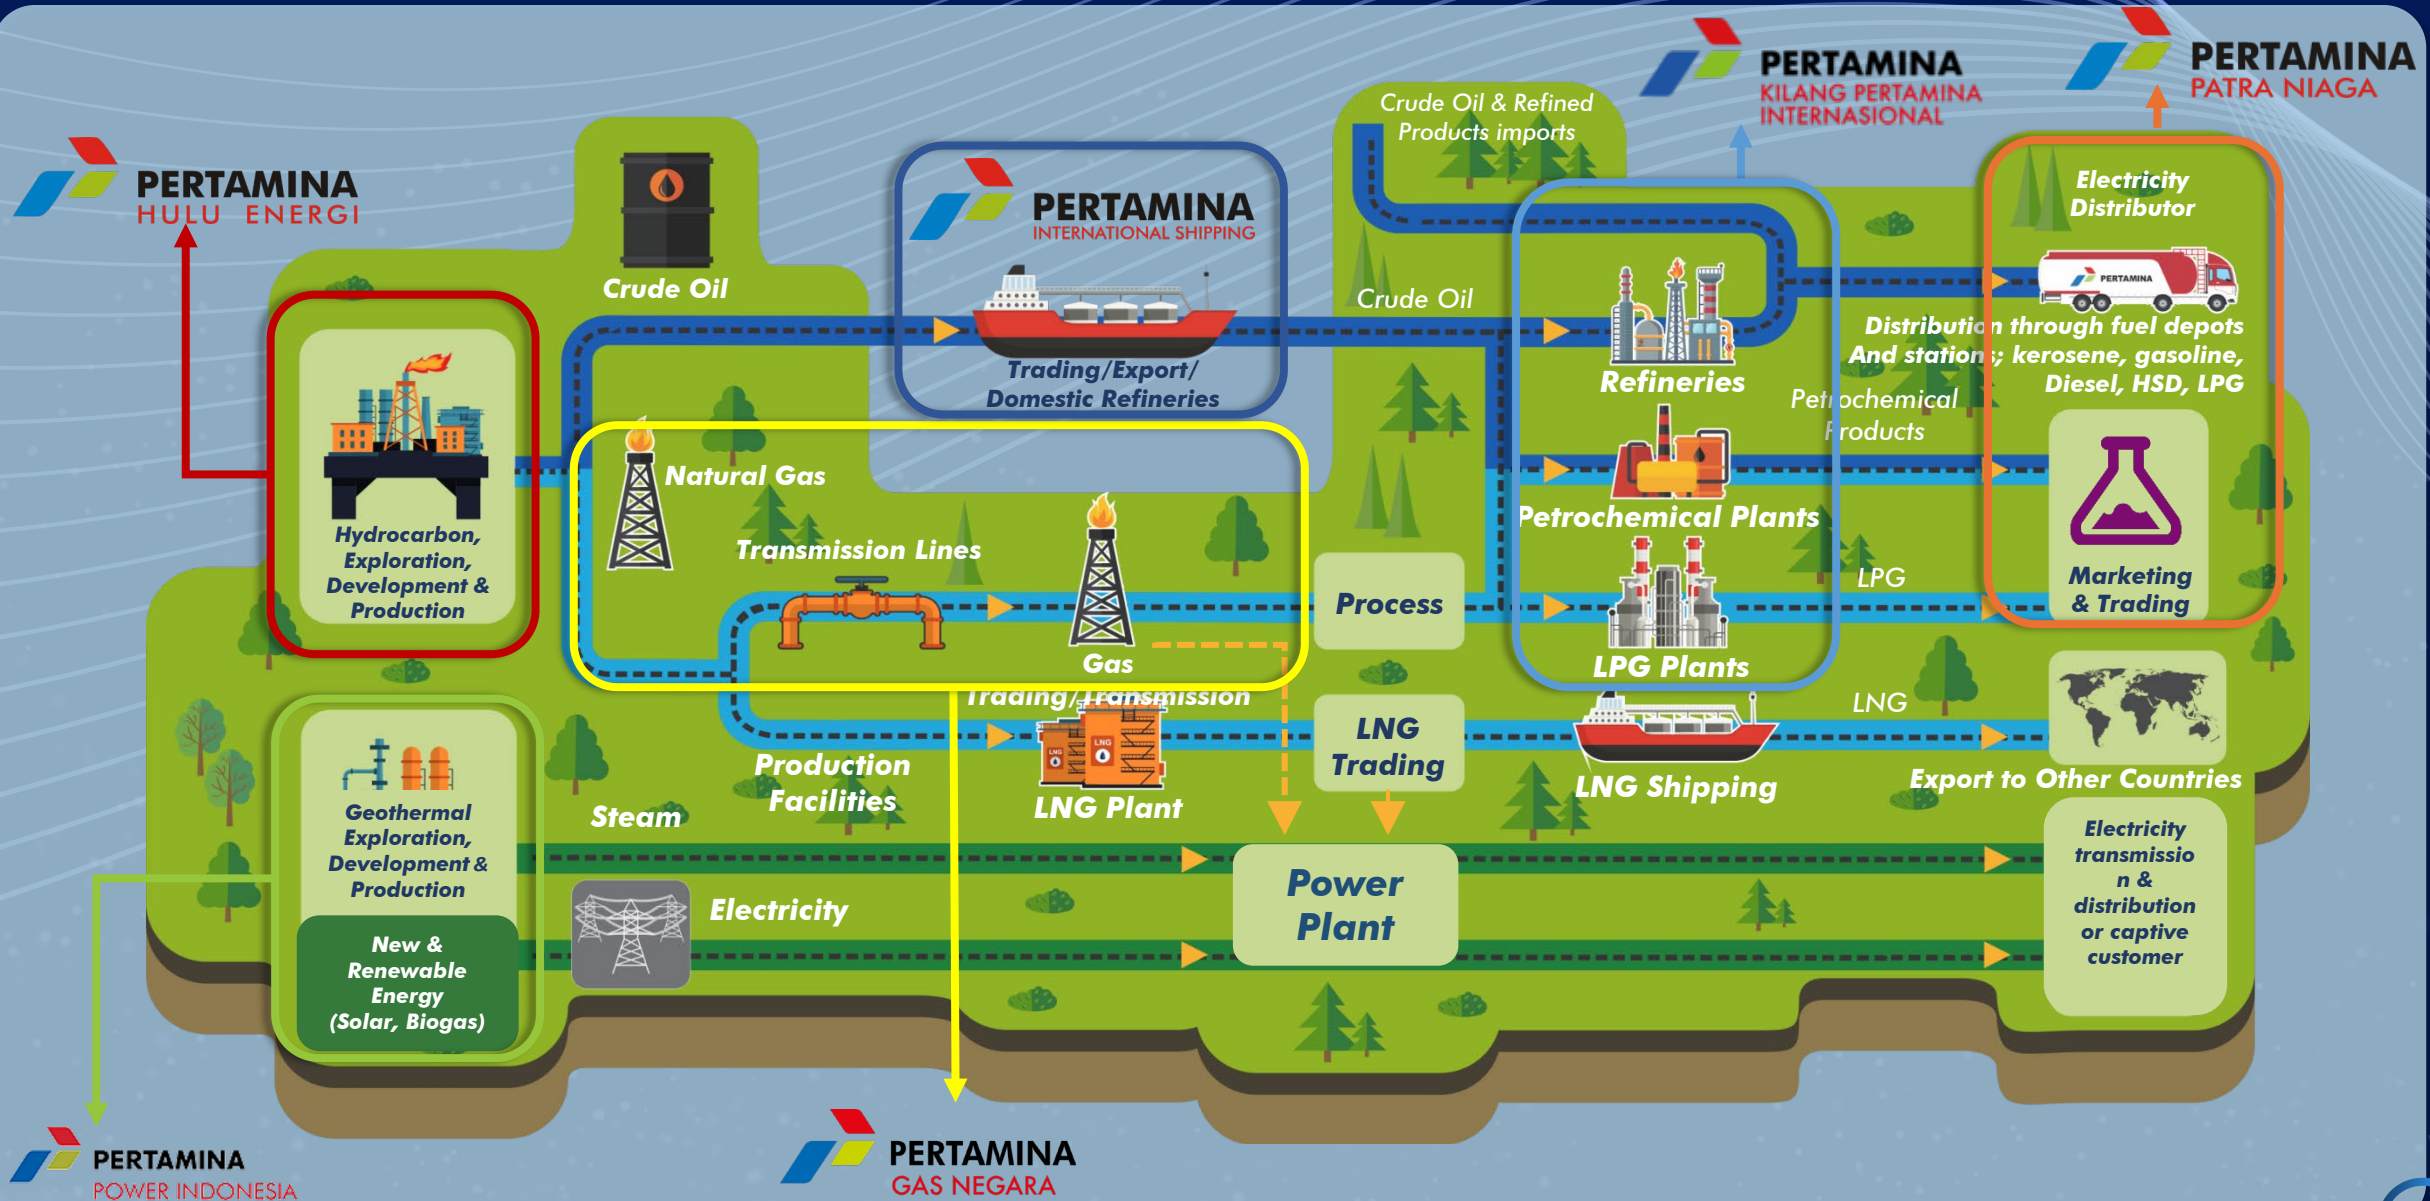 PERTAMINA
HULU ENERGI
Crude Oil
PERTAMINA
INTERNATIONAL SHIPPING
Trading/Export/
Domestic Refineries
Crude Oil & Refined
Products imports
PERTAMINA
KILANG PERTAMINA
INTERNASIONAL
PERTAMINA
PATRA NIAGA
Electricity
Distributor
PERTAMINA
Distribution through fuel depots
And stations; kerosene, gasoline,
Diesel, HSD, LPG
Crude Oil
Refineries
Petrochemical
Products
Hydrocarbon,
Exploration,
Development &
Production
Natural Gas
Transmission Lines
Gas
Trading/Transmission
Process
Petrochemical Plants
LPG Plants
LPG
Marketing
& Trading
Production
Facilities
LNG
LNG
LNG Plant
LNG
Trading
LNG Shipping
LNG
Export to Other Countries
Geothermal
Exploration,
Development &
Production
Steam
Electricity
New &
Renewable
Energy
(Solar, Biogas)
Power
Plant
Electricity
transmissio
n &
distribution
or captive
customer
PERTAMINA
POWER INDONESIA
PERTAMINA
GAS NEGARA